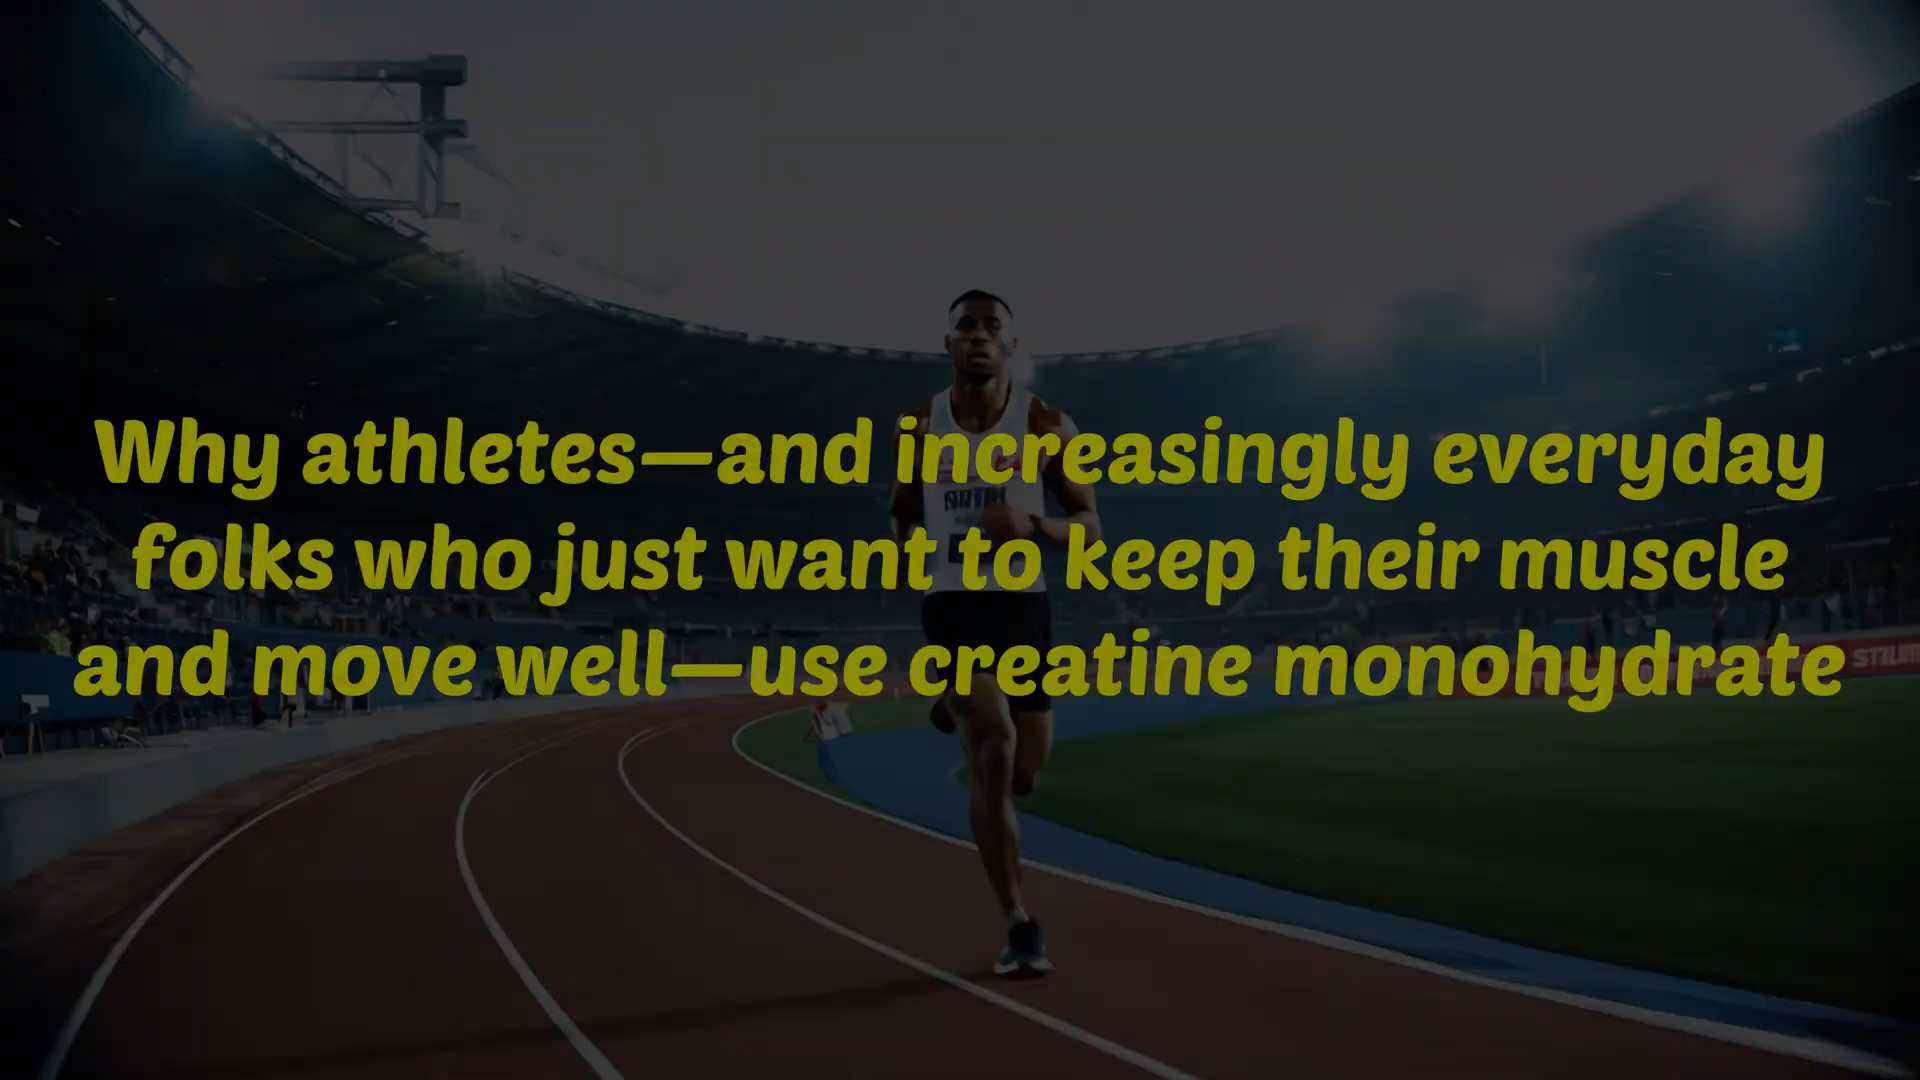 Why athletes—and increasingly everyday
folks who just want to keep their muscle
and move well—use creatine monohydrate